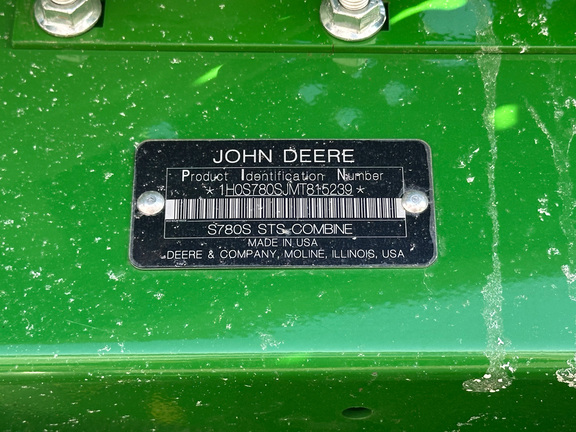 JOHN DEERE
Product Identification Number
*1H0S780SJMT815239*
S780S STS COMBINE
MADE IN USA
DEERE & COMPANY, MOLINE, ILLINOIS, USA